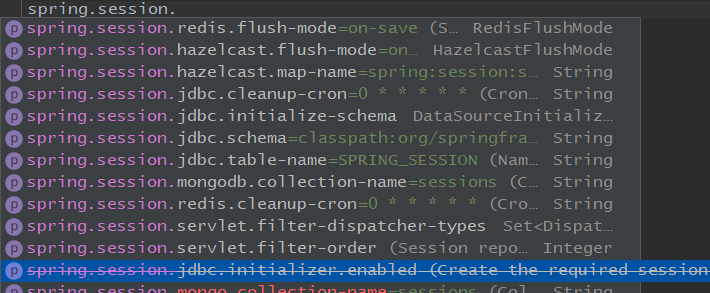 spring.session.
p spring.session.redis.flush-mode=on-save (S… RedisFlushMode
p spring.session.hazelcast.flush-mode=on… HazelcastFlushMode
p spring.session.hazelcast.map-name=spring:session:s… String
p spring.session.jdbc.cleanup-cron=0 * * * * * (Cron… String
p spring.session.jdbc.initialize-schema DataSourceInitializ…
p spring.session.jdbc.schema=classpath:org/springfra… String
p spring.session.jdbc.table-name=SPRING_SESSION (Nam… String
p spring.session.mongodb.collection-name=sessions (C… String
p spring.session.redis.cleanup-cron=0 * * * * * (Cro… String
p spring.session.servlet.filter-dispatcher-types Set<Dispat…
p spring.session.servlet.filter-order (Session repo… Integer
p spring.session.jdbc.initializer.enabled (Create the required session
p spring.session.mongo.collection-name=sessions (Col… String